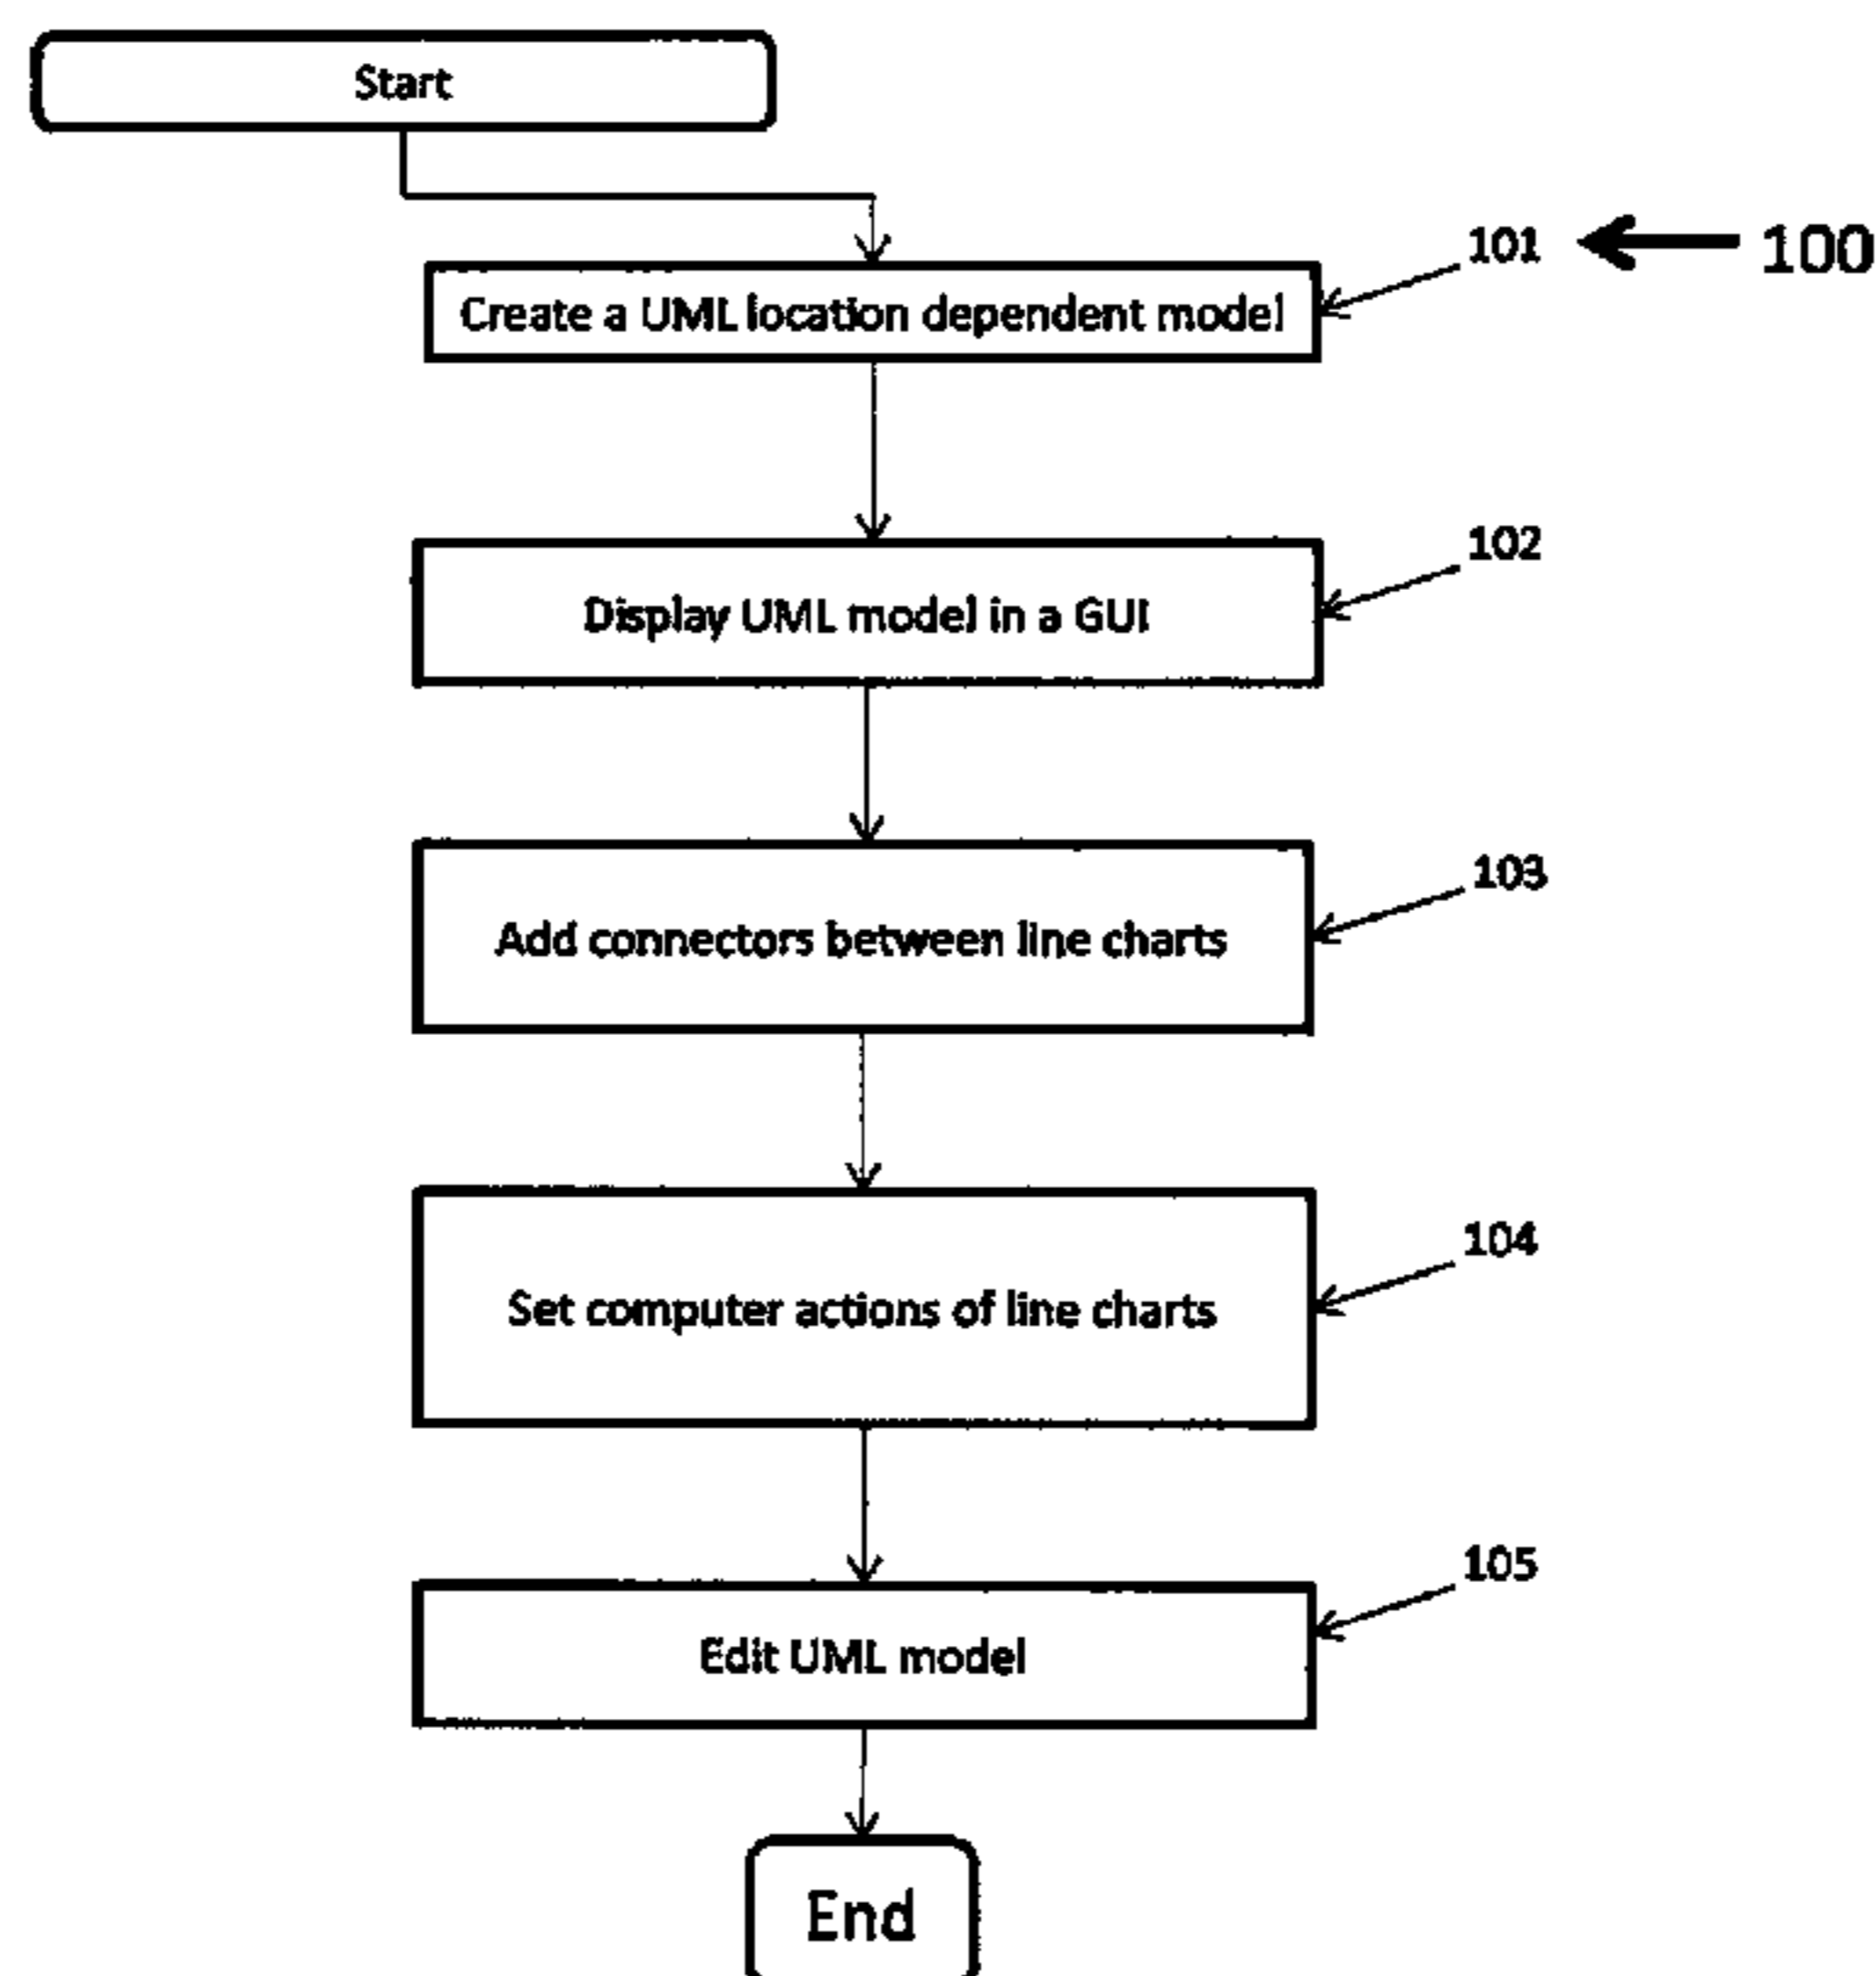 Start
101
100
Create a UML location dependent model
102
Display UML model in a GUI
103
Add connectors between line charts
104
Set computer actions of line charts
105
Edit UML model
End